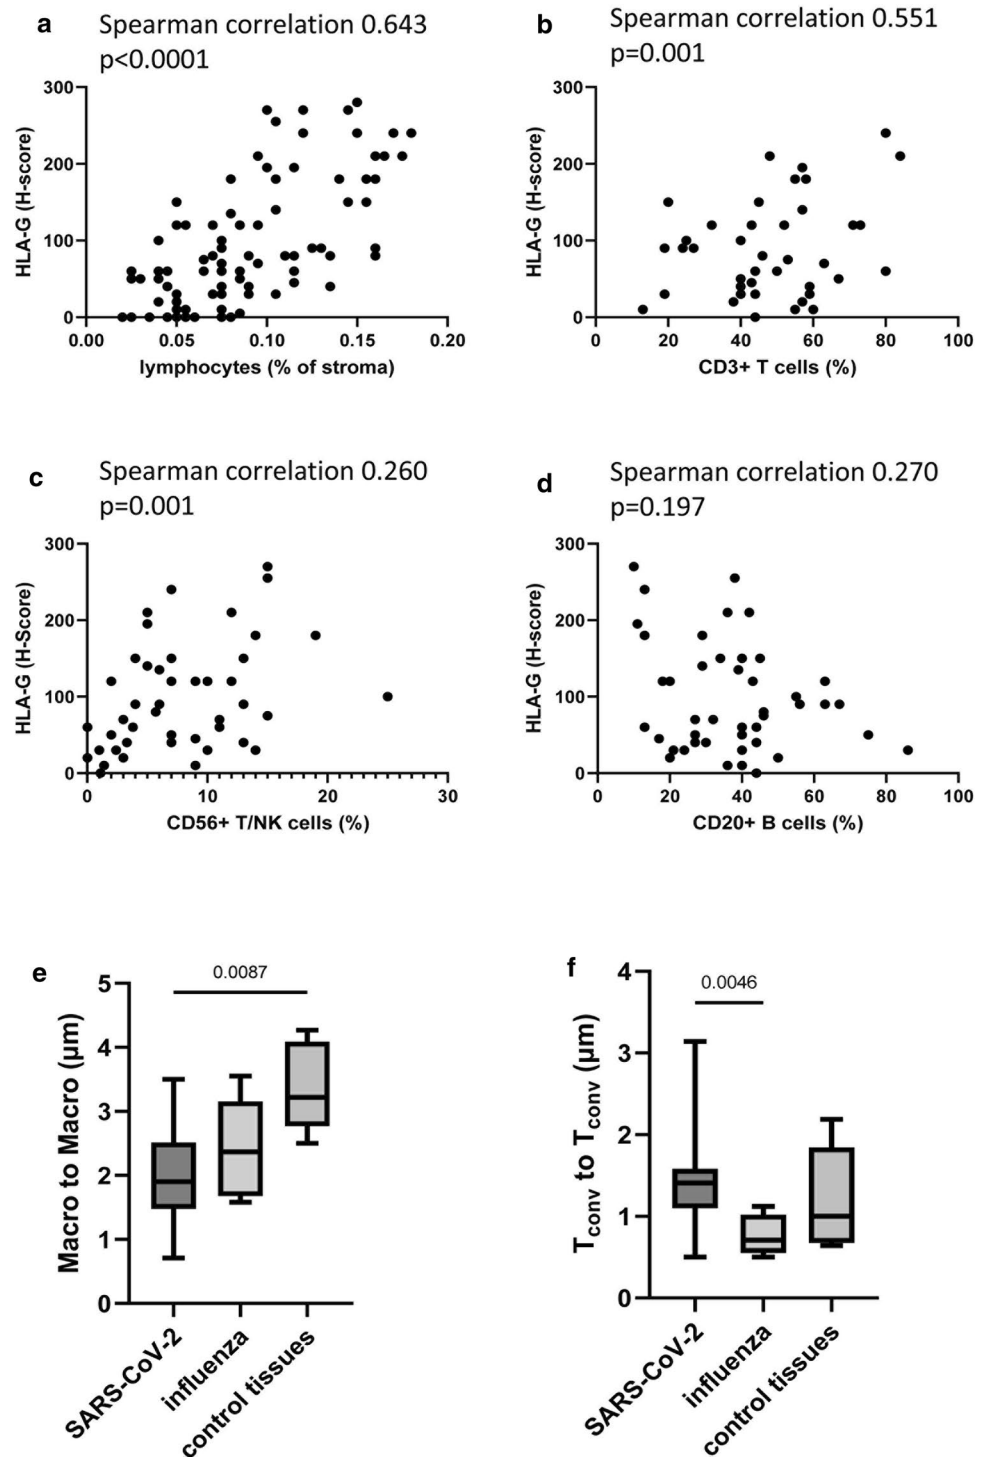 a
Spearman correlation 0.643
p<0.0001
300
200
100
0
HLA-G (H-score)
0.00 0.05 0.10 0.15 0.20
lymphocytes (% of stroma)
b
Spearman correlation 0.551
p=0.001
300
200
100
0
HLA-G (H-score)
0 20 40 60 80 100
CD3+ T cells (%)
c
Spearman correlation 0.260
p=0.001
300
200
100
0
HLA-G (H-Score)
0 10 20 30
CD56+ T/NK cells (%)
d
Spearman correlation 0.270
p=0.197
300
200
100
0
HLA-G (H-score)
0 20 40 60 80 100
CD20+ B cells (%)
e
0.0087
5
4
3
2
1
0
Macro to Macro (µm)
SARS-CoV-2
influenza
control tissues
f
0.0046
4
3
2
1
0
Tconv to Tconv (µm)
SARS-CoV-2
influenza
control tissues